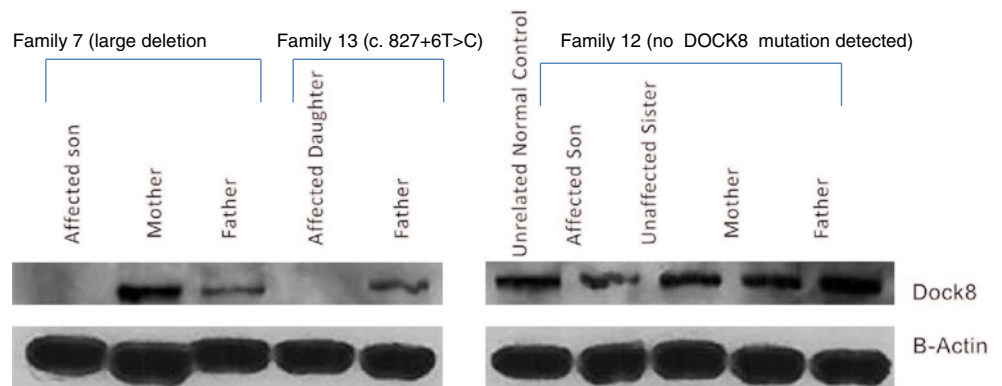 Family 7 (large deletion
Family 13 (c. 827+6T>C)
Family 12 (no DOCK8 mutation detected)
Affected son
Mother
Father
Affected Daughter
Father
Unrelated Normal Control
Affected Son
Unaffected Sister
Mother
Father
Dock8
B-Actin